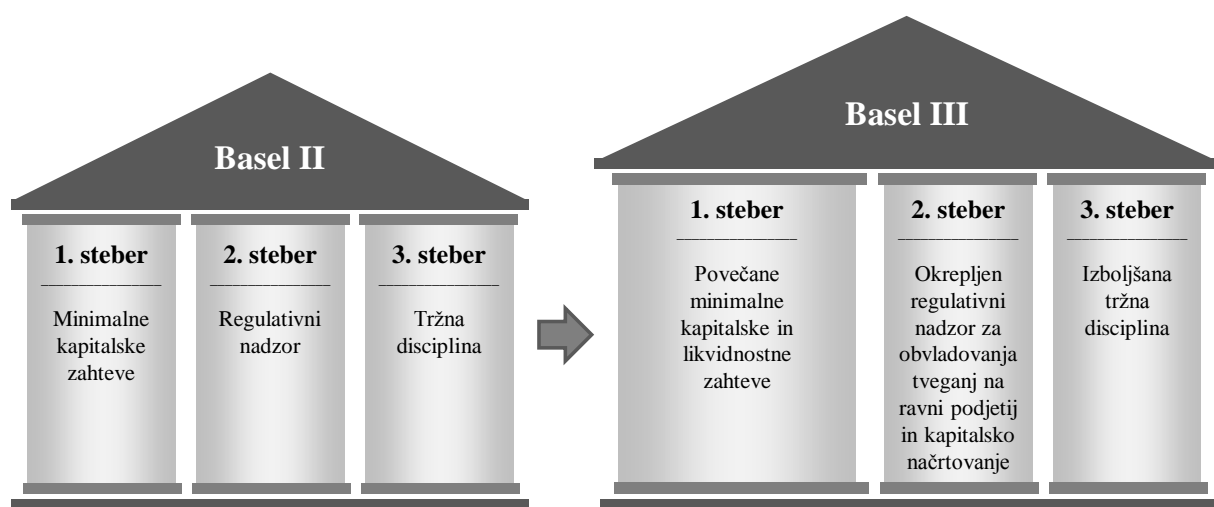 Basel II
1. steber
Minimalne
kapitalske
zahteve
2. steber
Regulativni
nadzor
3. steber
Tržna
disciplina
Basel III
1. steber
Povečane
minimalne
kapitalske in
likvidnostne
zahteve
2. steber
Okrepljen
regulativni
nadzor za
obvladovanja
tveganj na
ravni podjetij
in kapitalsko
načrtovanje
3. steber
Izboljšana
tržna
disciplina